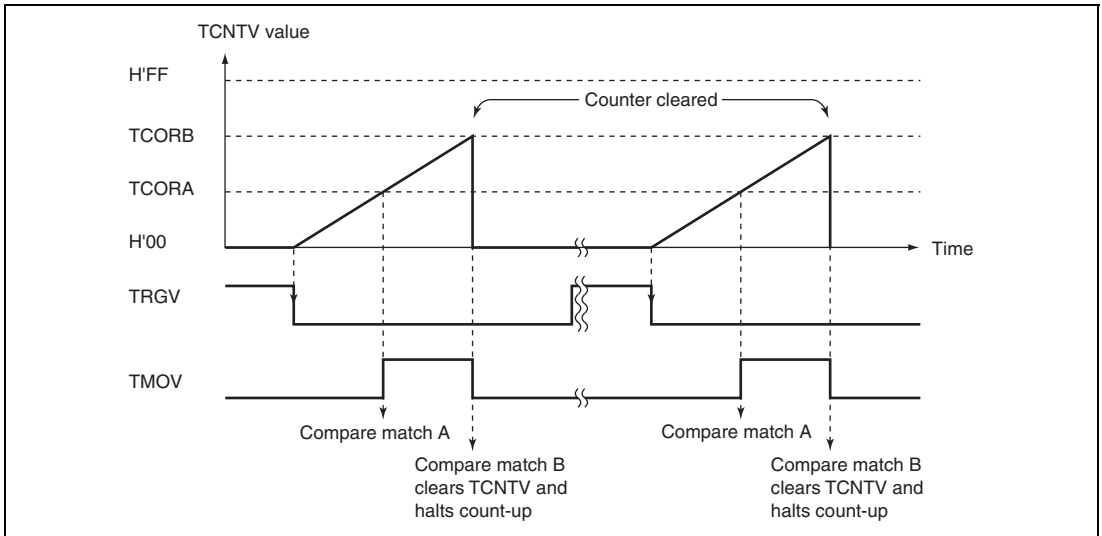 TCNTV value
H'FF
Counter cleared
TCORB
TCORA
H'00
Time
TRGV
TMOV
Compare match A
Compare match A
Compare match B
clears TCNTV and
halts count-up
Compare match B
clears TCNTV and
halts count-up